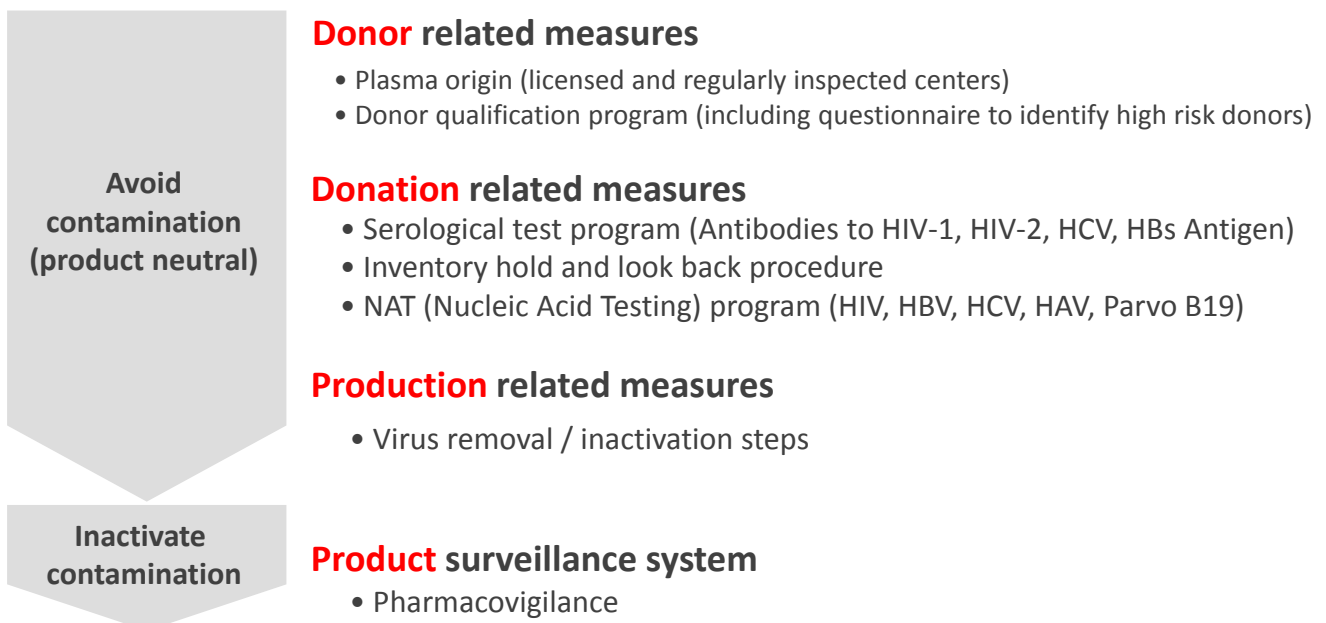 Avoid
contamination
(product neutral)
Donor related measures
• Plasma origin (licensed and regularly inspected centers)
• Donor qualification program (including questionnaire to identify high risk donors)
Donation related measures
• Serological test program (Antibodies to HIV-1, HIV-2, HCV, HBs Antigen)
• Inventory hold and look back procedure
• NAT (Nucleic Acid Testing) program (HIV, HBV, HCV, HAV, Parvo B19)
Production related measures
• Virus removal / inactivation steps
Inactivate
contamination
Product surveillance system
• Pharmacovigilance